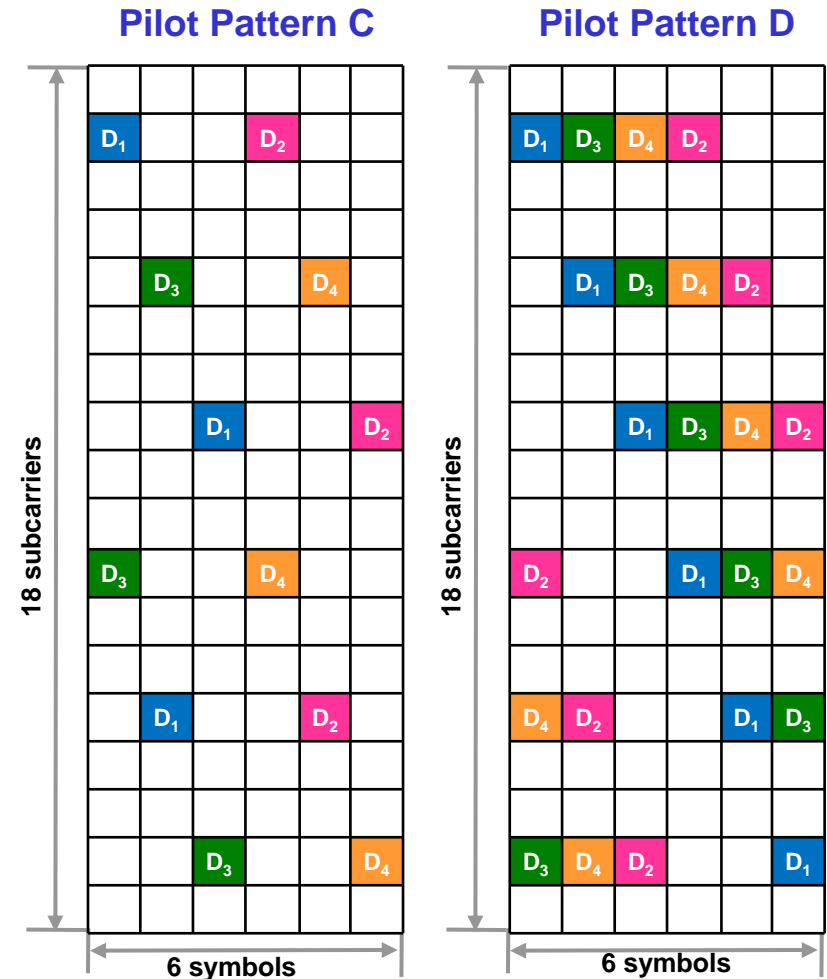 Pilot Pattern C
D1 D2
D3 D4
D1 D2
D3 D4
D1 D2
D3 D4
18 subcarriers
6 symbols
Pilot Pattern D
D1 D3 D4 D2
D1 D3 D4 D2
D1 D3 D4 D2
D2 D1 D3 D4
D4 D2 D1 D3
D3 D4 D2 D1
18 subcarriers
6 symbols